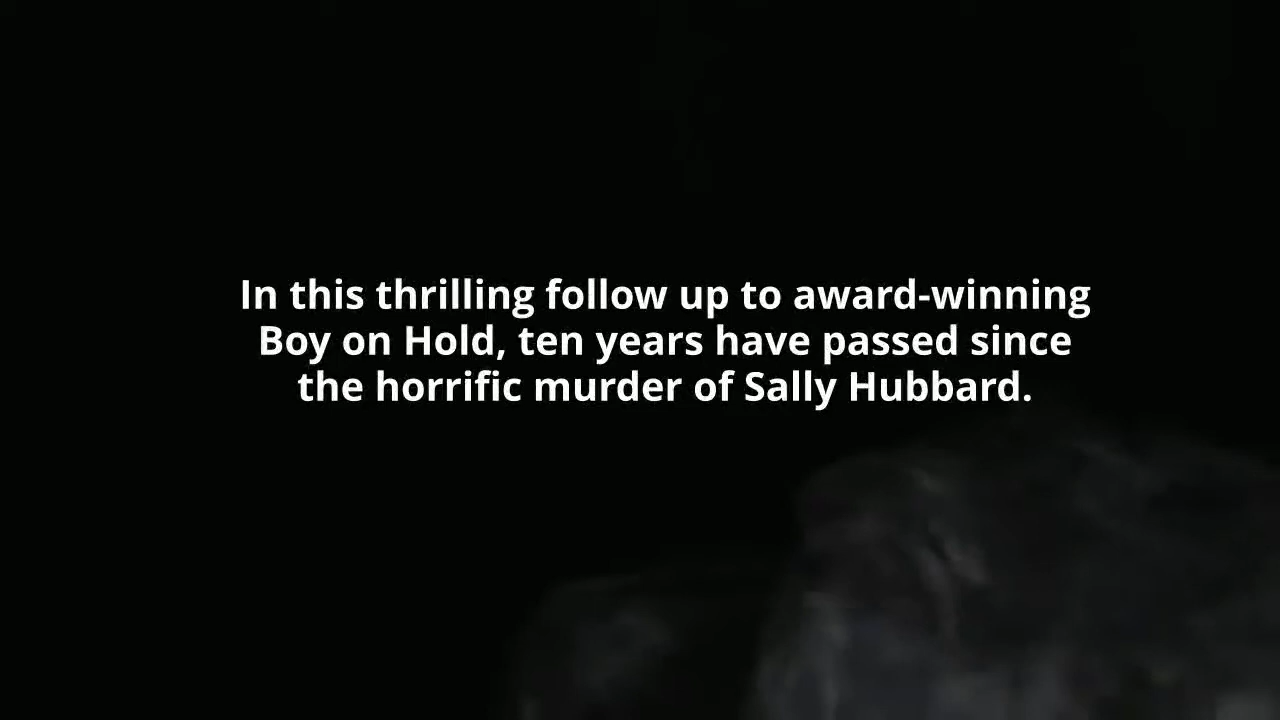 In this thrilling follow up to award-winning
Boy on Hold, ten years have passed since
the horrific murder of Sally Hubbard.